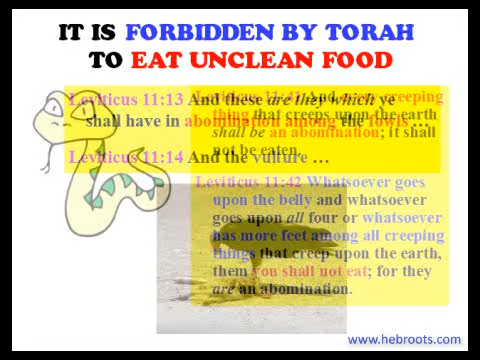 IT IS FORBIDDEN BY TORAH
TO EAT UNCLEAN FOOD
Leviticus 11:13 And these are they which ye
shall have in abomination among the fowls ...
Leviticus 11:14 And the vulture ...
Leviticus 11:41 And every creeping
thing that creeps upon the earth
shall be an abomination; it shall
not be eaten.
Leviticus 11:42 Whatsoever goes
upon the belly and whatsoever
goes upon all four or whatsoever
has more feet among all creeping
things that creep upon the earth,
them you shall not eat; for they
are an abomination.
www.hebroots.com